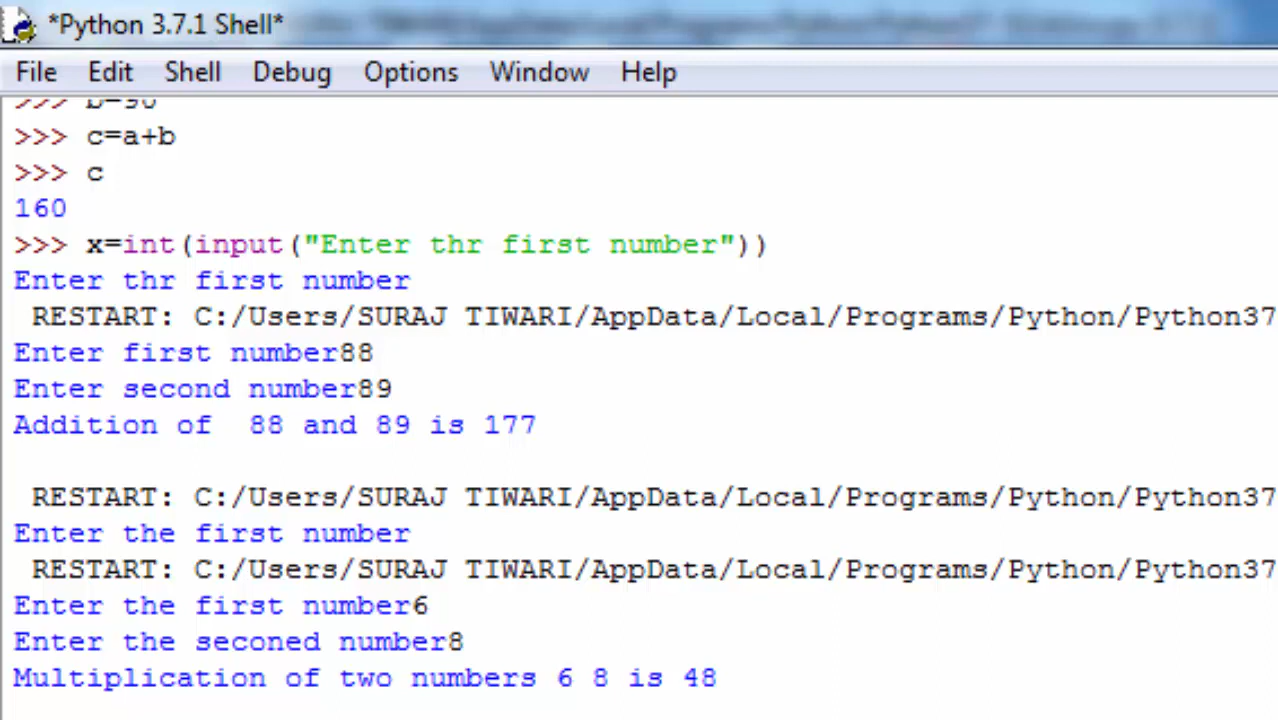 *Python 3.7.1 Shell*
File Edit Shell Debug Options Window Help
>>> b=90
>>> c=a+b
>>> c
160
>>> x=int(input("Enter thr first number"))
Enter thr first number
RESTART: C:/Users/SURAJ TIWARI/AppData/Local/Programs/Python/Python37
Enter first number88
Enter second number89
Addition of  88 and 89 is 177
RESTART: C:/Users/SURAJ TIWARI/AppData/Local/Programs/Python/Python37
Enter the first number
RESTART: C:/Users/SURAJ TIWARI/AppData/Local/Programs/Python/Python37
Enter the first number6
Enter the seconed number8
Multiplication of two numbers 6 8 is 48